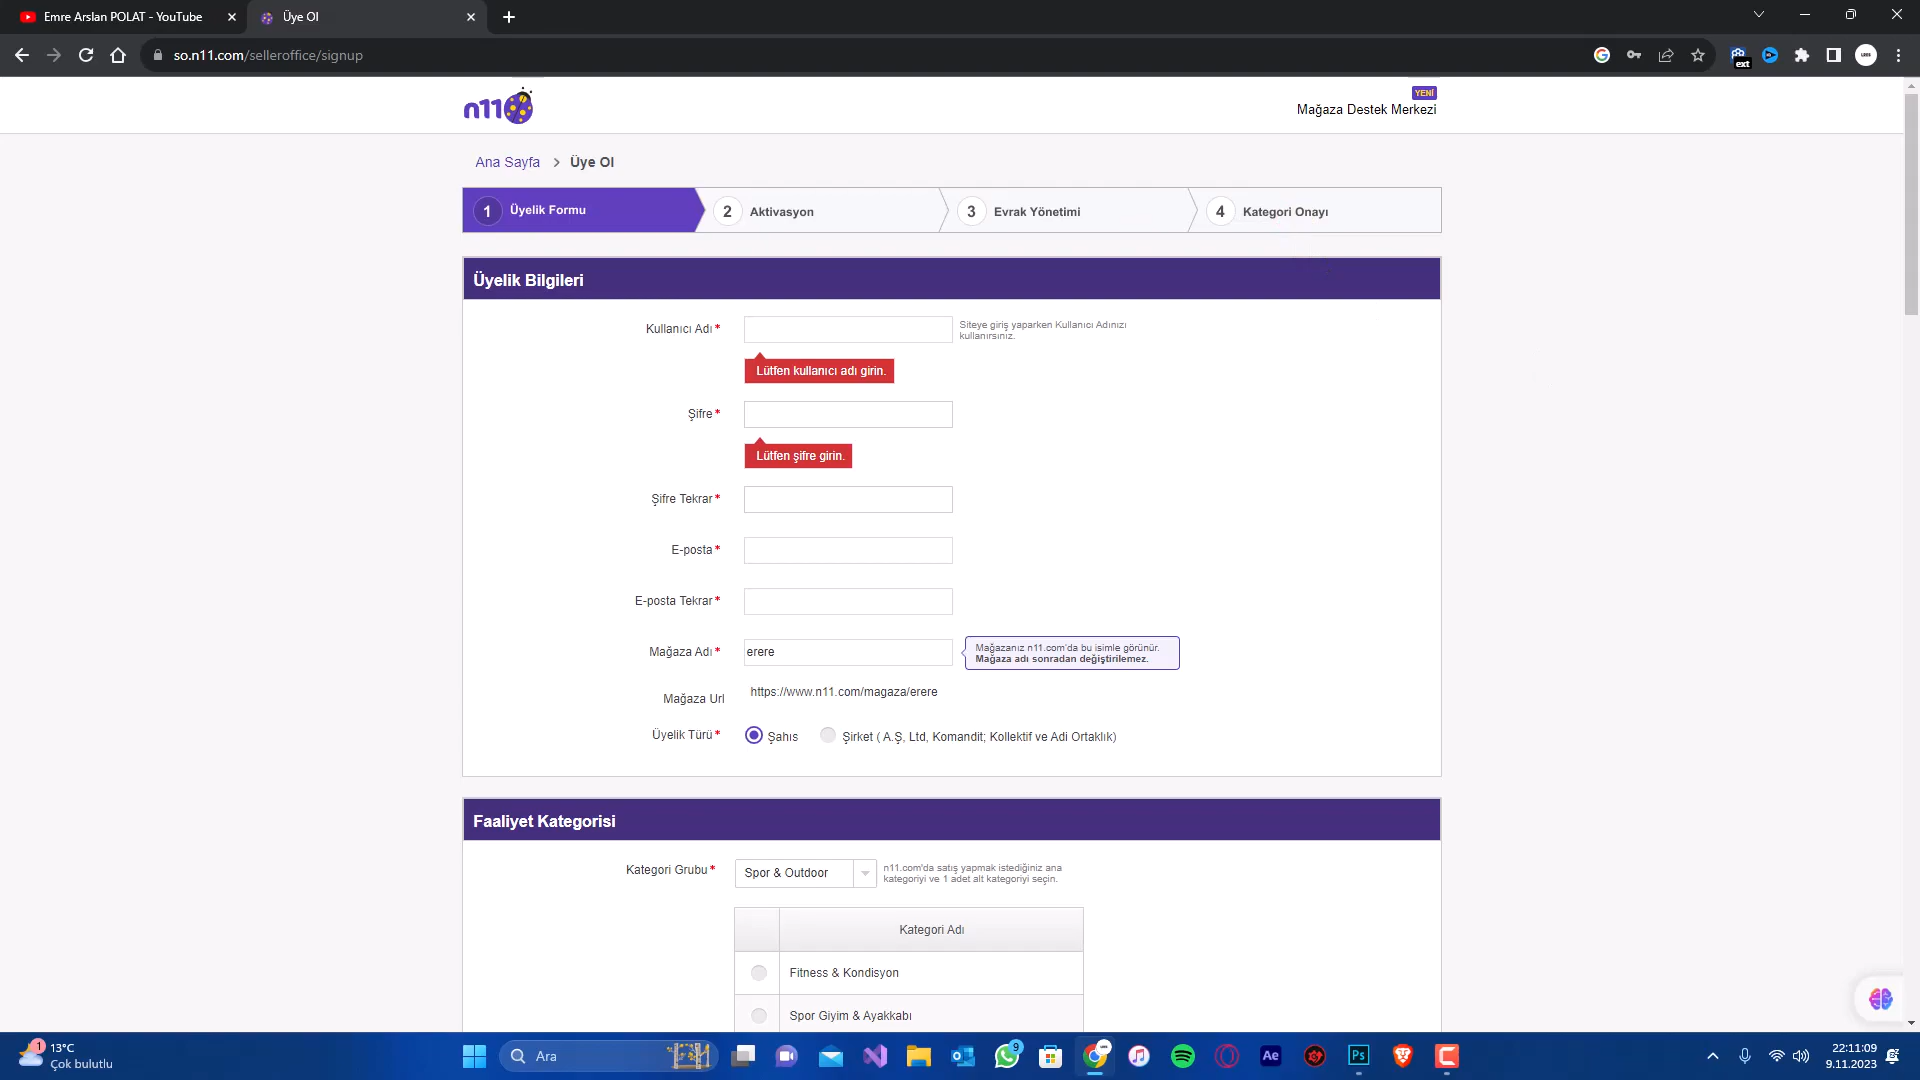 Emre Arslan POLAT - YouTube
Üye Ol
so.n11.com/selleroffice/signup
ext
n11
YENİ
Mağaza Destek Merkezi
Ana Sayfa > Üye Ol
1 Üyelik Formu
2 Aktivasyon
3 Evrak Yönetimi
4 Kategori Onayı
Üyelik Bilgileri
Kullanıcı Adı*
Siteye giriş yaparken Kullanıcı Adınızı
kullanırsınız.
Lütfen kullanıcı adı girin.
Şifre*
Lütfen şifre girin.
Şifre Tekrar*
E-posta*
E-posta Tekrar*
Mağaza Adı* erere
Mağazanız n11.com'da bu isimle görünür.
Mağaza adı sonradan değiştirilemez.
Mağaza Url https://www.n11.com/magaza/erere
Üyelik Türü* Şahıs Şirket ( A.Ş, Ltd, Komandit; Kollektif ve Adi Ortaklık)
Faaliyet Kategorisi
Kategori Grubu* Spor & Outdoor
n11.com'da satış yapmak istediğiniz ana
kategoriyi ve 1 adet alt kategoriyi seçin.
Kategori Adı
Fitness & Kondisyon
Spor Giyim & Ayakkabı
1
13°C
Çok bulutlu
Ara
9
Ae
Ps
22:11:09
9.11.2023